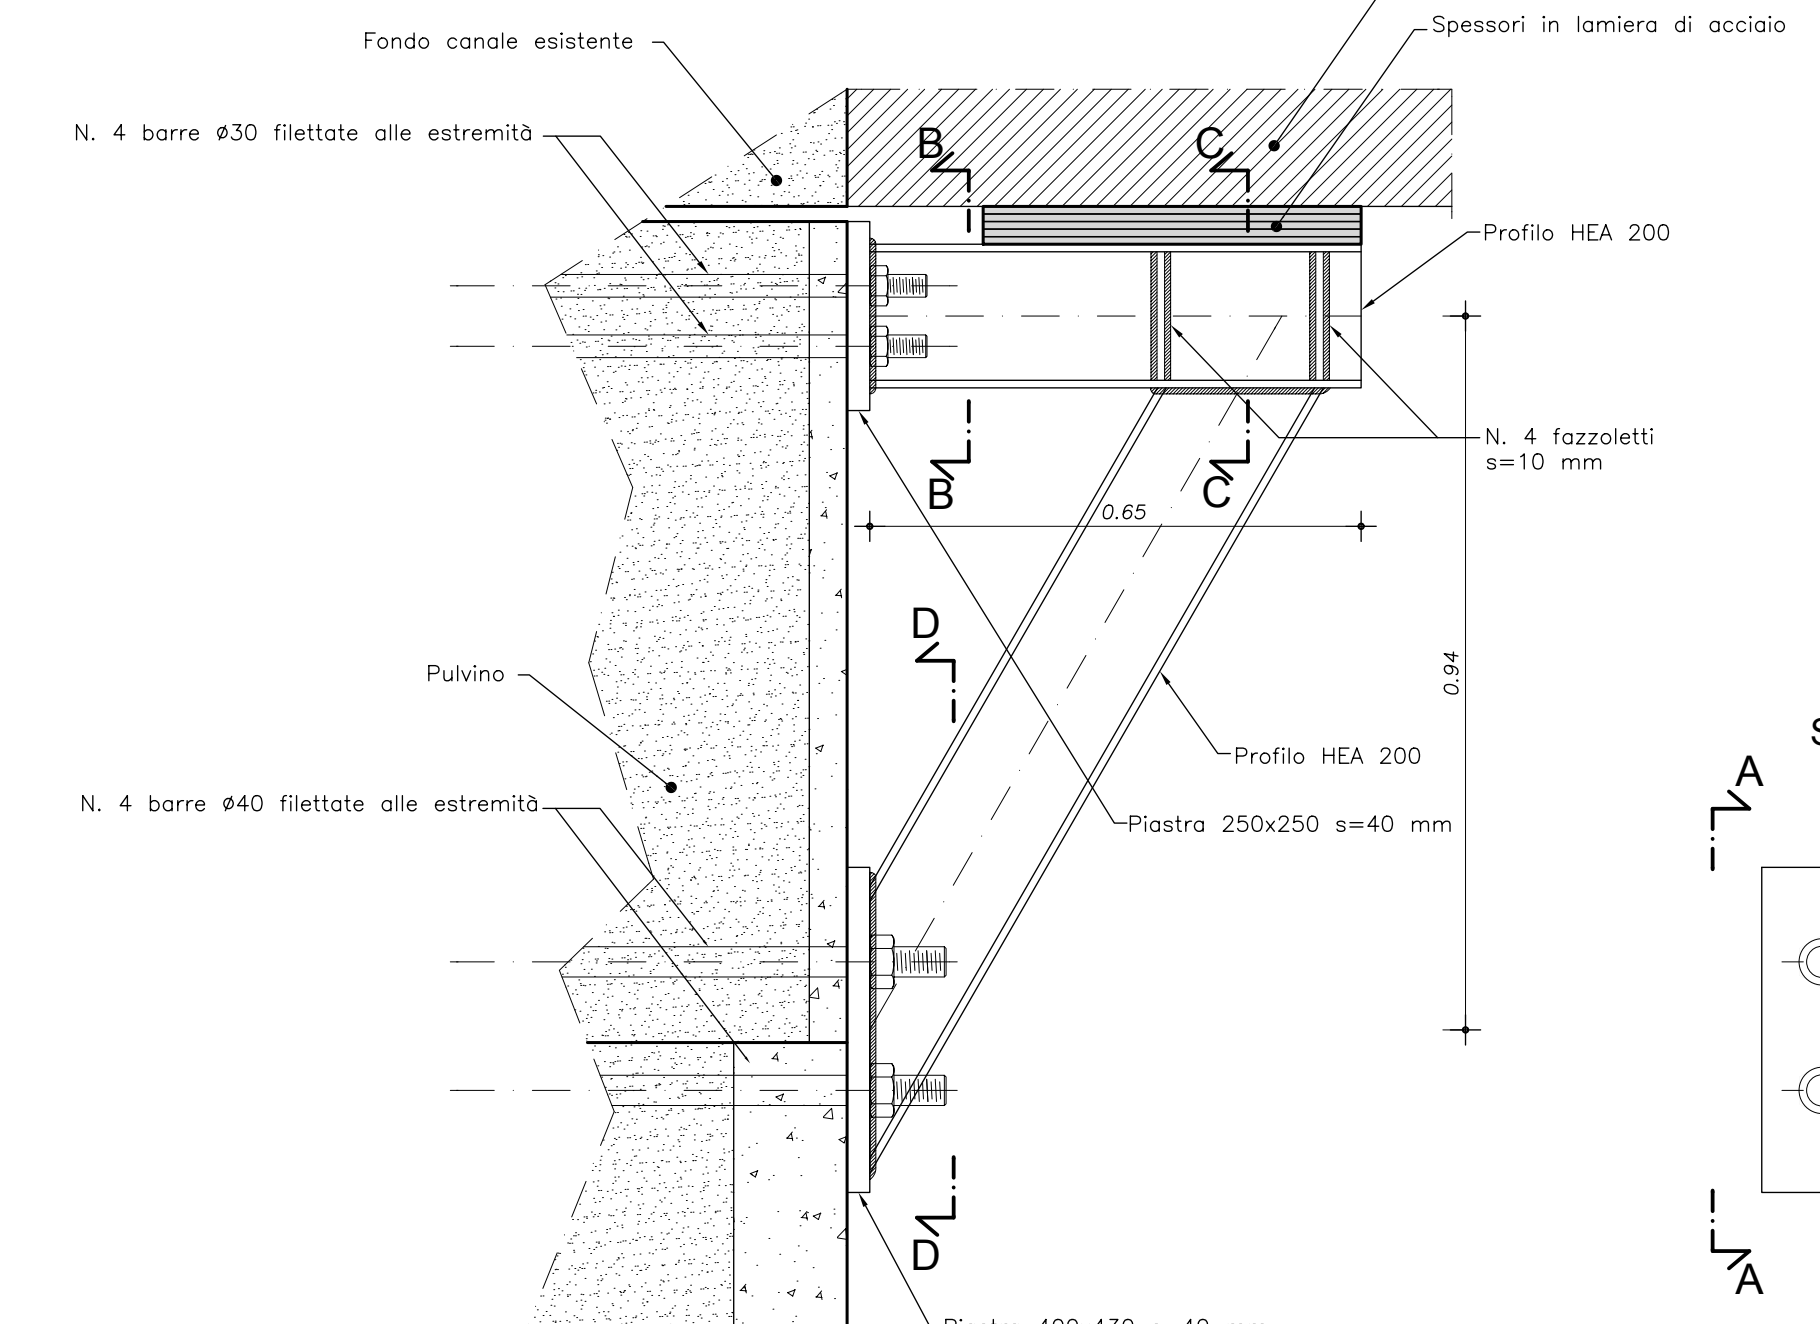 Spessori in lamiera di acciaio
Fondo canale esistente
N. 4 barre Ø30 filettate alle estremità
B
C
Profilo HEA 200
N. 4 fazzoletti
s=10 mm
B
C
0.65
D
0.94
Pulvino
Profilo HEA 200
A
N. 4 barre Ø40 filettate alle estremità
Piastra 250x250 s=40 mm
D
A